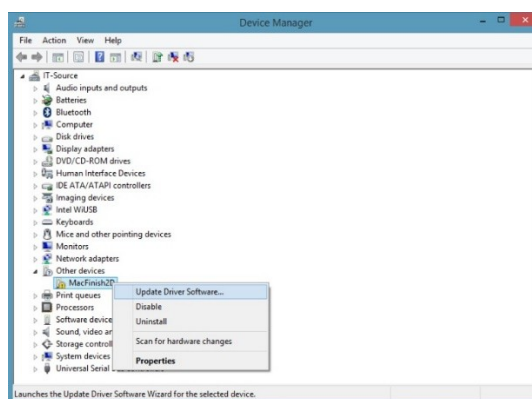 Device Manager
File Action View Help
IT-Source
Audio inputs and outputs
Batteries
Bluetooth
Computer
Disk drives
Display adapters
DVD/CD-ROM drives
Human Interface Devices
IDE ATA/ATAPI controllers
Imaging devices
Intel WiUSB
Keyboards
Mice and other pointing devices
Monitors
Network adapters
Other devices
MacFinish2D
Print queues
Processors
Software device
Sound, video ar
Storage controll
System devices
Universal Serial
Update Driver Software...
Disable
Uninstall
Scan for hardware changes
Properties
Launches the Update Driver Software Wizard for the selected device.